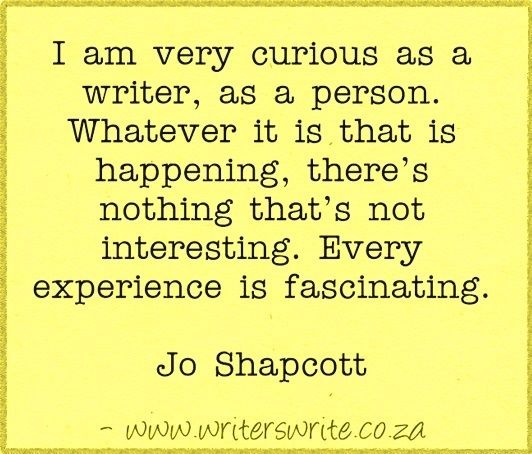 I am very curious as a
writer, as a person.
Whatever it is that is
happening, there's
nothing that's not
interesting. Every
experience is fascinating.
Jo Shapcott
- www.writerswrite.co.za